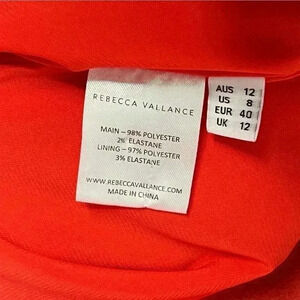 REBECCA VALLANCE
MAIN – 98% POLYESTER
2% ELASTANE
LINING – 97% POLYESTER
3% ELASTANE
WWW.REBECCAVALLANCE.COM
MADE IN CHINA
AUS 12
US 8
EUR 40
UK 12